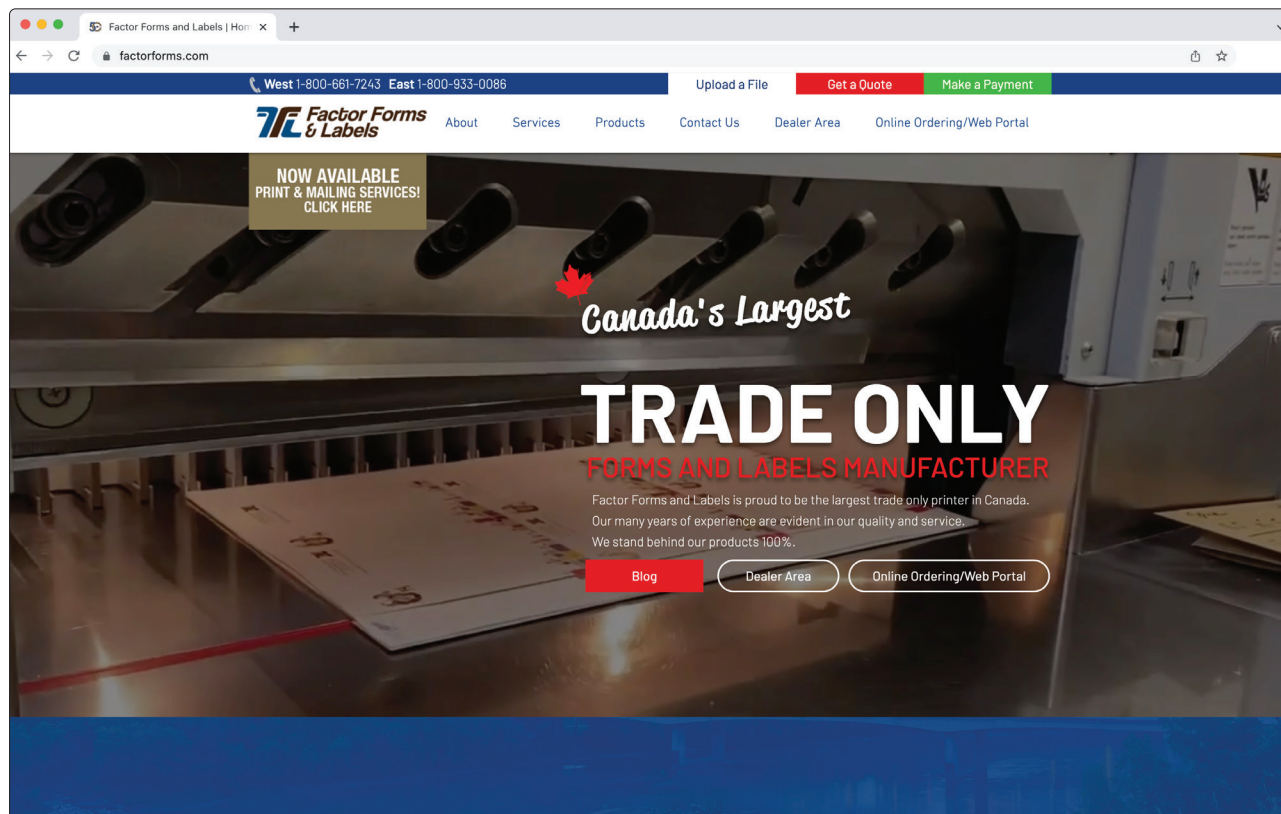 Factor Forms and Labels | Hom
factorforms.com
West 1-800-661-7243 East 1-800-933-0086
Upload a File
Get a Quote
Make a Payment
Factor Forms
& Labels
About
Services
Products
Contact Us
Dealer Area
Online Ordering/Web Portal
NOW AVAILABLE
PRINT & MAILING SERVICES!
CLICK HERE
Canada's Largest
TRADE ONLY
FORMS AND LABELS MANUFACTURER
Factor Forms and Labels is proud to be the largest trade only printer in Canada.
Our many years of experience are evident in our quality and service.
We stand behind our products 100%.
Blog
Dealer Area
Online Ordering/Web Portal